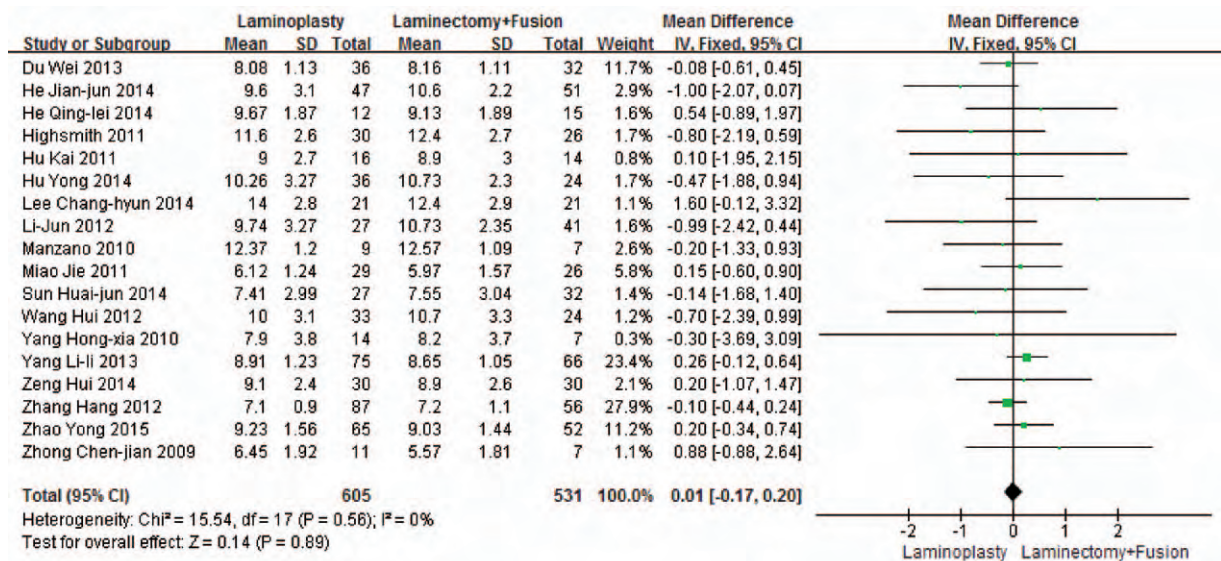 Laminoplasty Laminectomy+Fusion Mean Difference Mean Difference
Study or Subgroup Mean SD Total Mean SD Total Weight IV, Fixed, 95% CI IV, Fixed, 95% CI
Du Wei 2013 8.08 1.13 36 8.16 1.11 32 11.7% -0.08 [-0.61, 0.45]
He Jian-jun 2014 9.6 3.1 47 10.6 2.2 51 2.9% -1.00 [-2.07, 0.07]
He Qing-lei 2014 9.67 1.87 12 9.13 1.89 15 1.6% 0.54 [-0.89, 1.97]
Highsmith 2011 11.6 2.6 30 12.4 2.7 26 1.7% -0.80 [-2.19, 0.59]
Hu Kai 2011 9 2.7 16 8.9 3 14 0.8% 0.10 [-1.95, 2.15]
Hu Yong 2014 10.26 3.27 36 10.73 2.3 24 1.7% -0.47 [-1.88, 0.94]
Lee Chang-hyun 2014 14 2.8 21 12.4 2.9 21 1.1% 1.60 [-0.12, 3.32]
Li-Jun 2012 9.74 3.27 27 10.73 2.35 41 1.6% -0.99 [-2.42, 0.44]
Manzano 2010 12.37 1.2 9 12.57 1.09 7 2.6% -0.20 [-1.33, 0.93]
Miao Jie 2011 6.12 1.24 29 5.97 1.57 26 5.8% 0.15 [-0.60, 0.90]
Sun Huai-jun 2014 7.41 2.99 27 7.55 3.04 32 1.4% -0.14 [-1.68, 1.40]
Wang Hui 2012 10 3.1 33 10.7 3.3 24 1.2% -0.70 [-2.39, 0.99]
Yang Hong-xia 2010 7.9 3.8 14 8.2 3.7 7 0.3% -0.30 [-3.69, 3.09]
Yang Li-li 2013 8.91 1.23 75 8.65 1.05 66 23.4% 0.26 [-0.12, 0.64]
Zeng Hui 2014 9.1 2.4 30 8.9 2.6 30 2.1% 0.20 [-1.07, 1.47]
Zhang Hang 2012 7.1 0.9 87 7.2 1.1 56 27.9% -0.10 [-0.44, 0.24]
Zhao Yong 2015 9.23 1.56 65 9.03 1.44 52 11.2% 0.20 [-0.34, 0.74]
Zhong Chen-jian 2009 6.45 1.92 11 5.57 1.81 7 1.1% 0.88 [-0.88, 2.64]
Total (95% CI) 605 531 100.0% 0.01 [-0.17, 0.20]
Heterogeneity: Chi² = 15.54, df = 17 (P = 0.56); I² = 0%
Test for overall effect: Z = 0.14 (P = 0.89)
-2 -1 0 1 2
Laminoplasty Laminectomy+Fusion